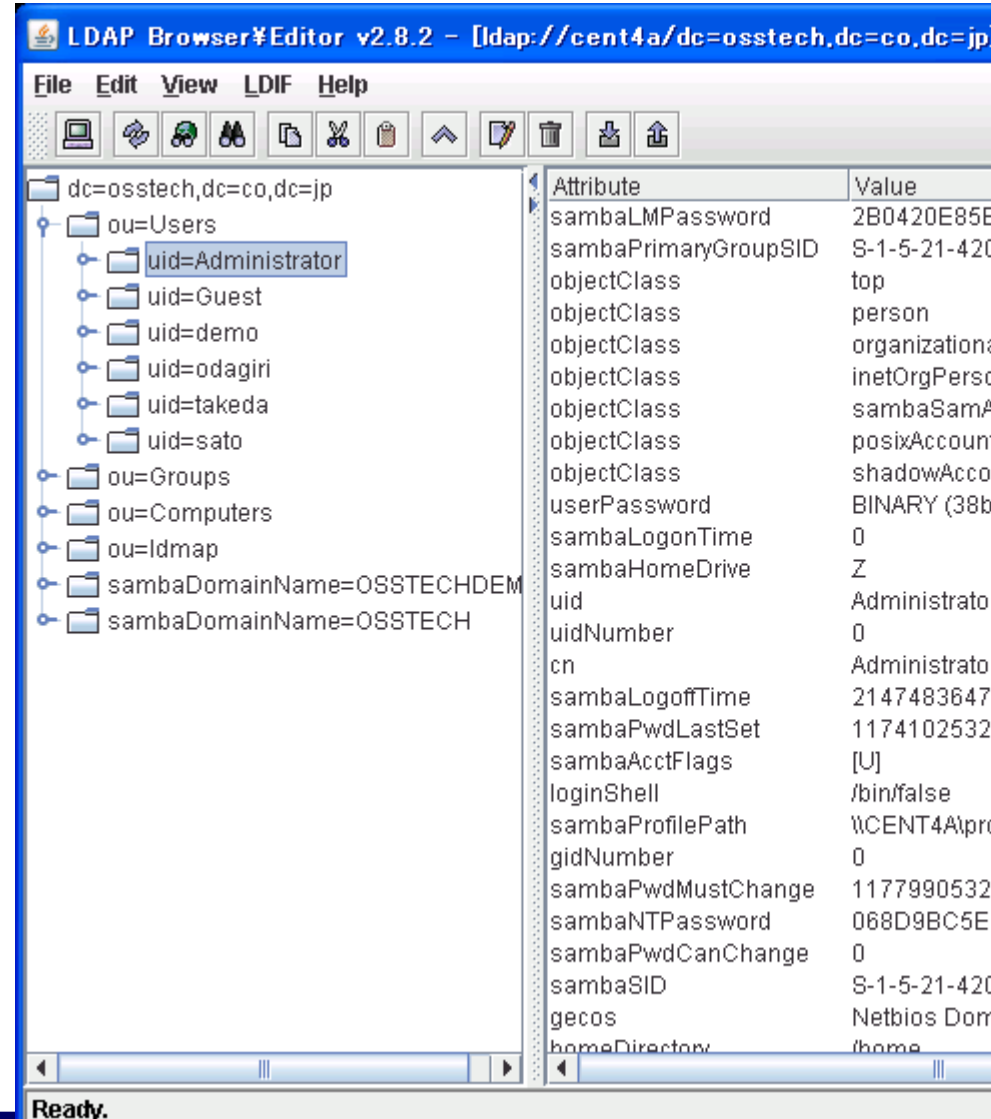 LDAP Browser¥Editor v2.8.2 - [ldap://cent4a/dc=osstech,dc=co,dc=jp]
File Edit View LDIF Help
dc=osstech,dc=co,dc=jp
ou=Users
uid=Administrator
uid=Guest
uid=demo
uid=odagiri
uid=takeda
uid=sato
ou=Groups
ou=Computers
ou=Idmap
sambaDomainName=OSSTECHDEM
sambaDomainName=OSSTECH
Attribute Value
sambaLMPassword 2B0420E85E
sambaPrimaryGroupSID S-1-5-21-420
objectClass top
objectClass person
objectClass organizationa
objectClass inetOrgPerso
objectClass sambaSamA
objectClass posixAccount
objectClass shadowAcco
userPassword BINARY (38b
sambaLogonTime 0
sambaHomeDrive Z
uid Administrato
uidNumber 0
cn Administrato
sambaLogoffTime 2147483647
sambaPwdLastSet 1174102532
sambaAcctFlags [U]
loginShell /bin/false
sambaProfilePath \\CENT4A\pro
gidNumber 0
sambaPwdMustChange 1177990532
sambaNTPassword 068D9BC5E
sambaPwdCanChange 0
sambaSID S-1-5-21-420
gecos Netbios Dom
homeDirectory /home
Ready.